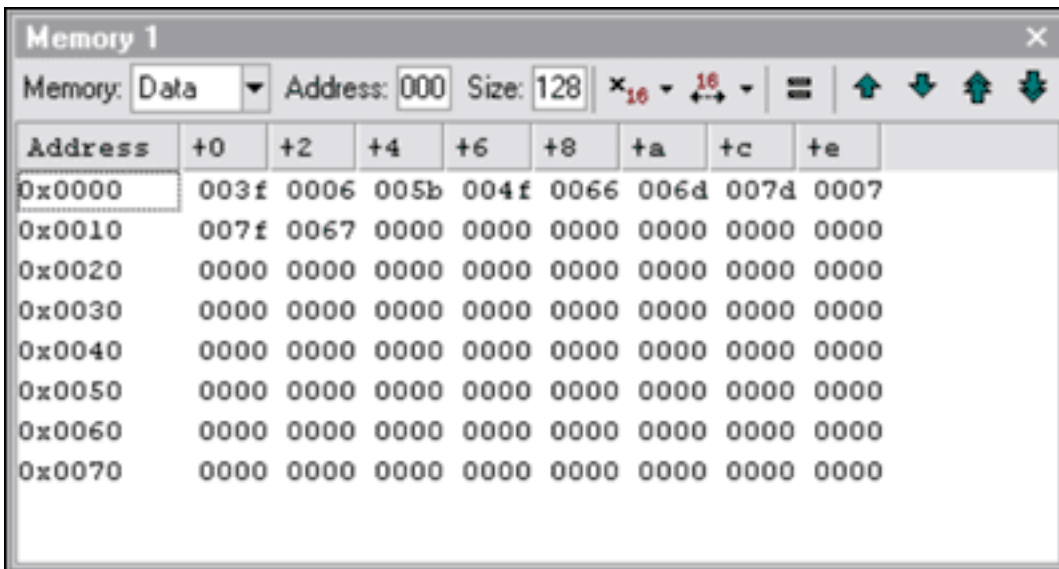 Memory 1
Memory: Data Address: 000 Size: 128 x16 16
Address +0 +2 +4 +6 +8 +a +c +e
0x0000 003f 0006 005b 004f 0066 006d 007d 0007
0x0010 007f 0067 0000 0000 0000 0000 0000 0000
0x0020 0000 0000 0000 0000 0000 0000 0000 0000
0x0030 0000 0000 0000 0000 0000 0000 0000 0000
0x0040 0000 0000 0000 0000 0000 0000 0000 0000
0x0050 0000 0000 0000 0000 0000 0000 0000 0000
0x0060 0000 0000 0000 0000 0000 0000 0000 0000
0x0070 0000 0000 0000 0000 0000 0000 0000 0000